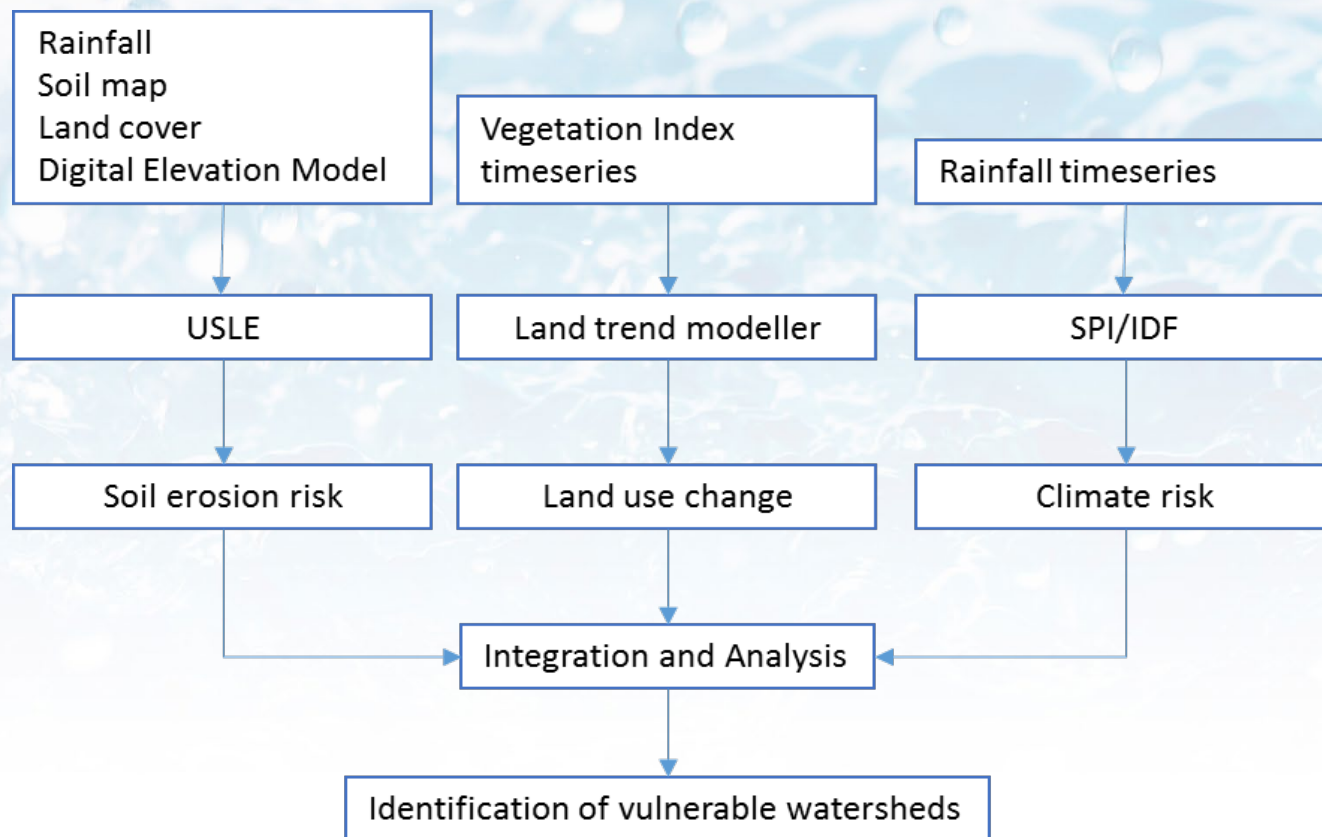 Rainfall
Soil map
Land cover
Digital Elevation Model
Vegetation Index
timeseries
Rainfall timeseries
USLE
Land trend modeller
SPI/IDF
Soil erosion risk
Land use change
Climate risk
Integration and Analysis
Identification of vulnerable watersheds